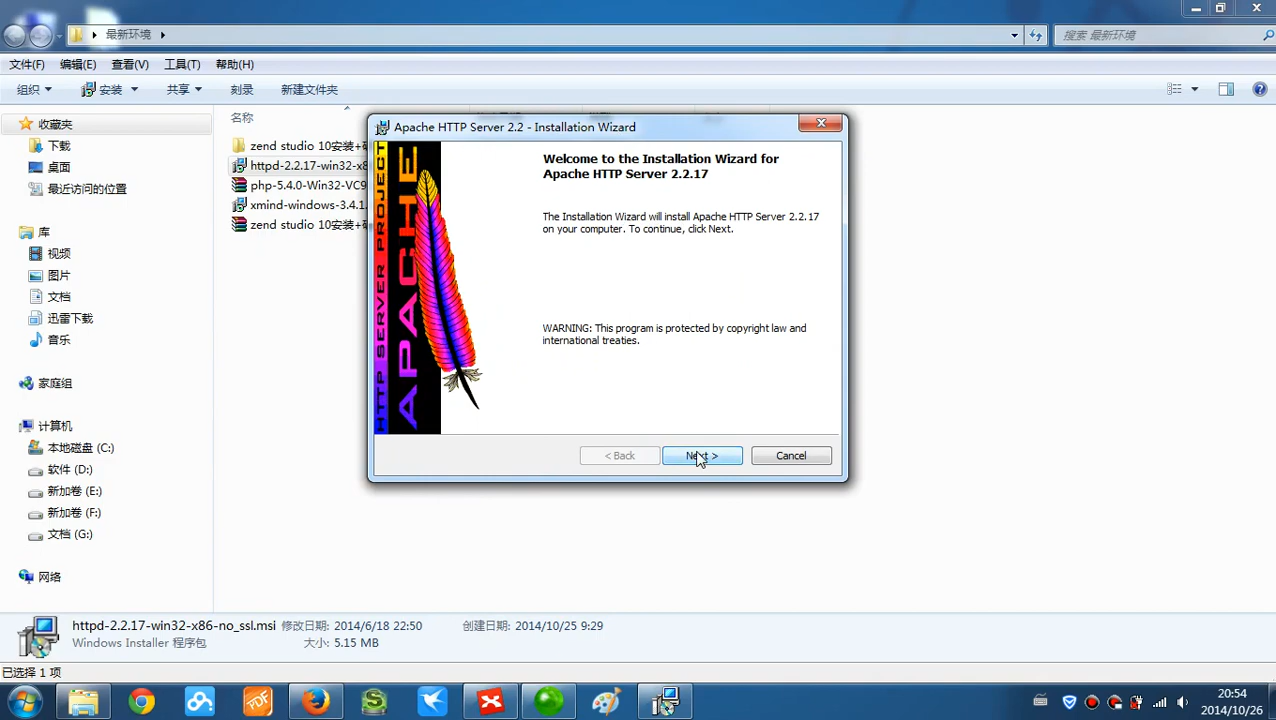 最新环境
搜索 最新环境
文件(F) 编辑(E) 查看(V) 工具(T) 帮助(H)
组织 安装 共享 刻录 新建文件夹
收藏夹
下载
桌面
最近访问的位置
库
视频
图片
文档
迅雷下载
音乐
家庭组
计算机
本地磁盘 (C:)
软件 (D:)
新加卷 (E:)
新加卷 (F:)
文档 (G:)
网络
名称
zend studio 10安装+
httpd-2.2.17-win32-x8
php-5.4.0-Win32-VC9
xmind-windows-3.4.1.
zend studio 10安装+
Apache HTTP Server 2.2 - Installation Wizard
HTTP SERVER PROJECT
APACHE
Welcome to the Installation Wizard for
Apache HTTP Server 2.2.17
The Installation Wizard will install Apache HTTP Server 2.2.17
on your computer. To continue, click Next.
WARNING: This program is protected by copyright law and
international treaties.
< Back Next > Cancel
httpd-2.2.17-win32-x86-no_ssl.msi 修改日期: 2014/6/18 22:50 创建日期: 2014/10/25 9:29
Windows Installer 程序包 大小: 5.15 MB
已选择 1 项
PDF
20:54
2014/10/26